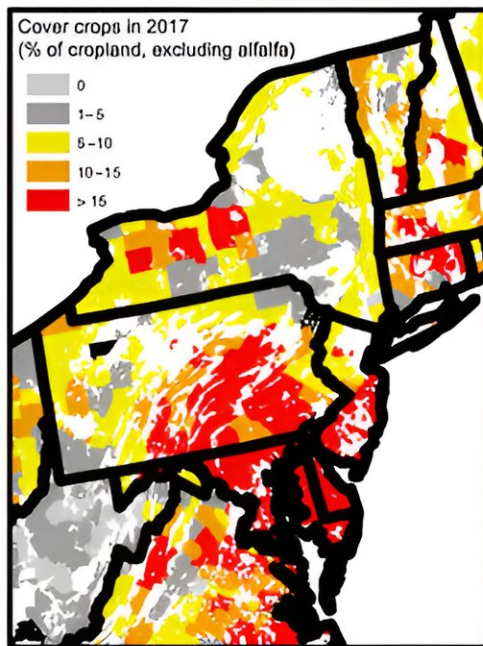 Cover crops in 2017
(% of cropland, excluding alfalfa)
0
1-5
5-10
10-15
> 15